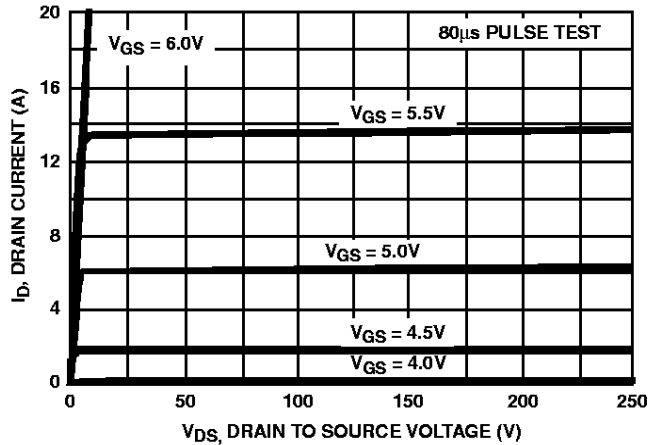 20
16
12
8
4
0
I_D, DRAIN CURRENT (A)
V_GS = 6.0V
80μs PULSE TEST
V_GS = 5.5V
V_GS = 5.0V
V_GS = 4.5V
V_GS = 4.0V
0 50 100 150 200 250
V_DS, DRAIN TO SOURCE VOLTAGE (V)